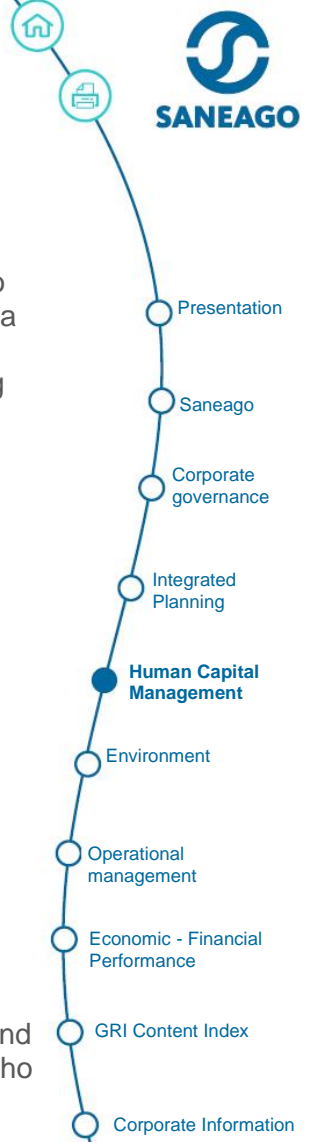 SANEAGO
Presentation
Saneago
Corporate
governance
Integrated
Planning
Human Capital
Management
Environment
Operational
management
Economic - Financial
Performance
GRI Content Index
Corporate Information